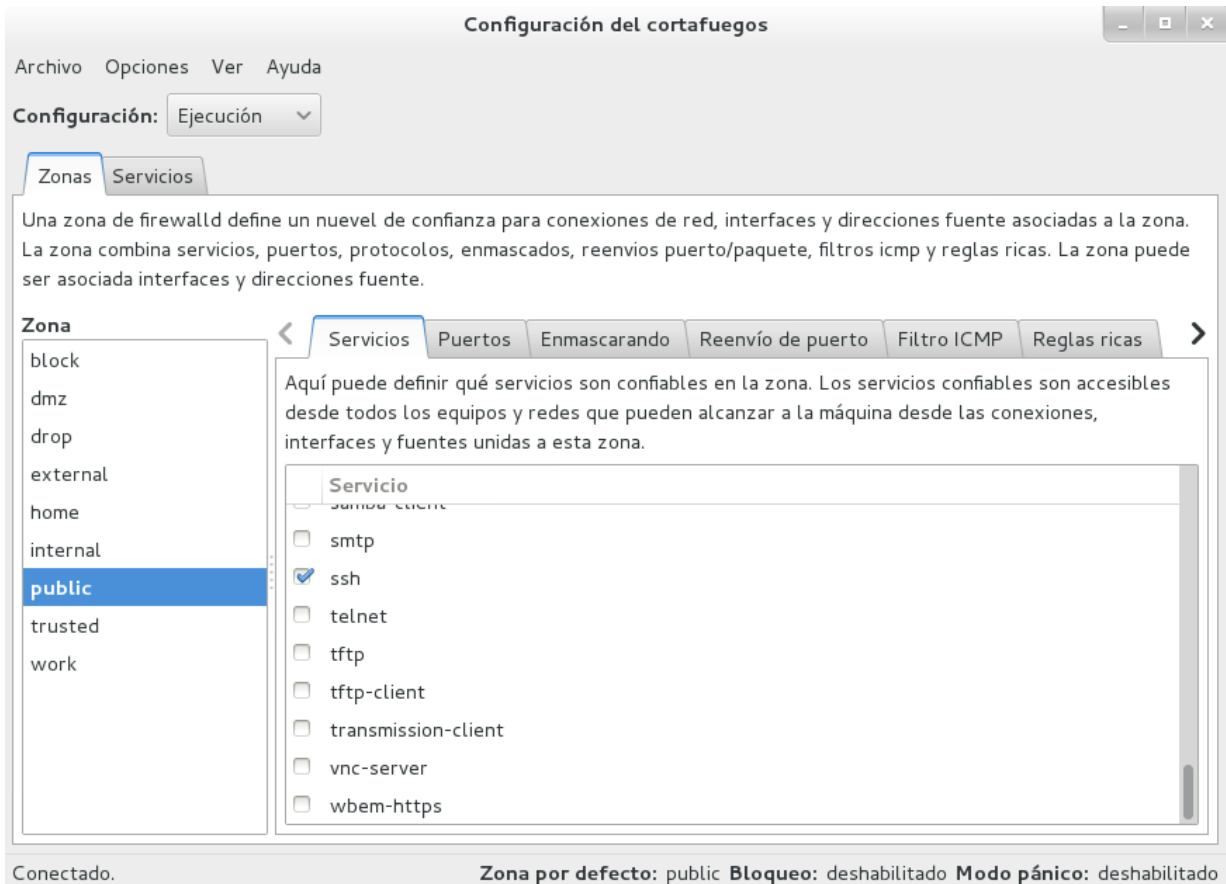 Configuración del cortafuegos
Archivo Opciones Ver Ayuda
Configuración: Ejecución
Zonas Servicios
Una zona de firewalld define un nuevel de confianza para conexiones de red, interfaces y direcciones fuente asociadas a la zona.
La zona combina servicios, puertos, protocolos, enmascados, reenvios puerto/paquete, filtros icmp y reglas ricas. La zona puede
ser asociada interfaces y direcciones fuente.
Zona
block
dmz
drop
external
home
internal
public
trusted
work
Servicios Puertos Enmascarando Reenvío de puerto Filtro ICMP Reglas ricas
Aquí puede definir qué servicios son confiables en la zona. Los servicios confiables son accesibles
desde todos los equipos y redes que pueden alcanzar a la máquina desde las conexiones,
interfaces y fuentes unidas a esta zona.
Servicio
samba-client
smtp
ssh
telnet
tftp
tftp-client
transmission-client
vnc-server
wbem-https
Conectado.
Zona por defecto: public Bloqueo: deshabilitado Modo pánico: deshabilitado